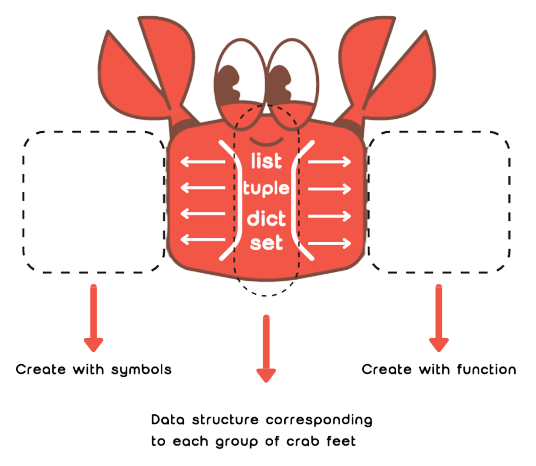 list
tuple
dict
set
Create with symbols
Create with function
Data structure corresponding
to each group of crab feet